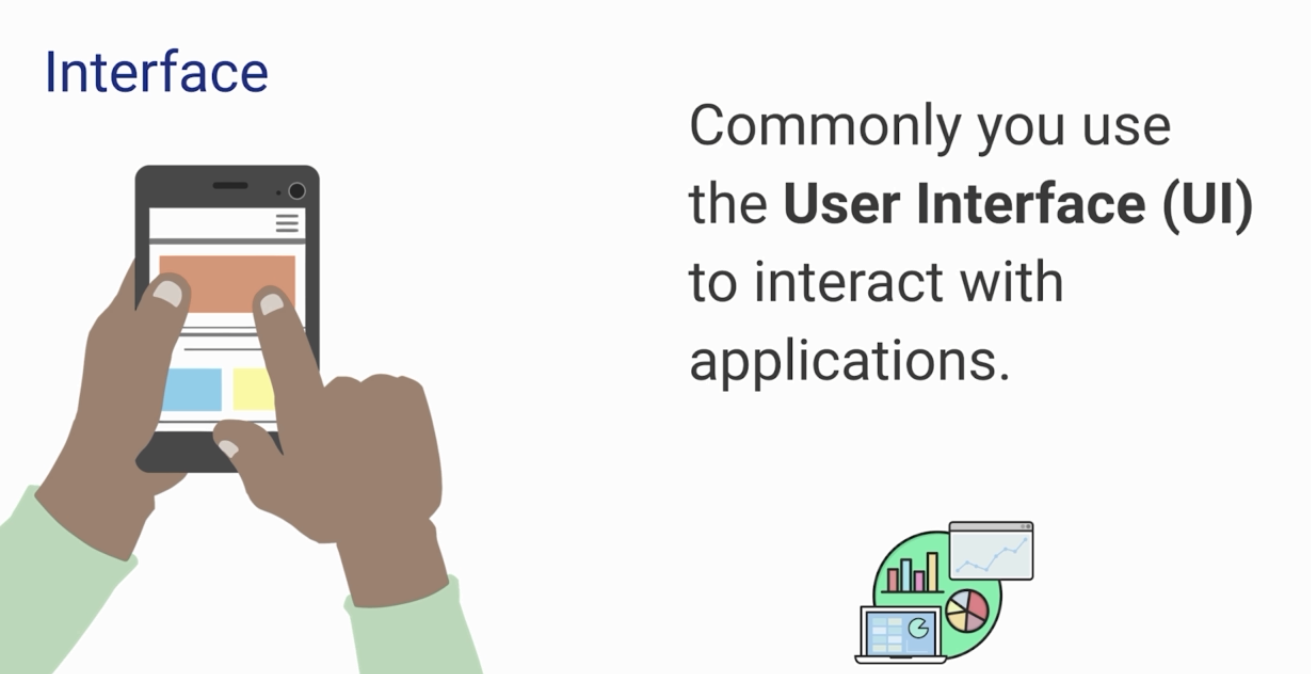 Interface
Commonly you use
the User Interface (UI)
to interact with
applications.